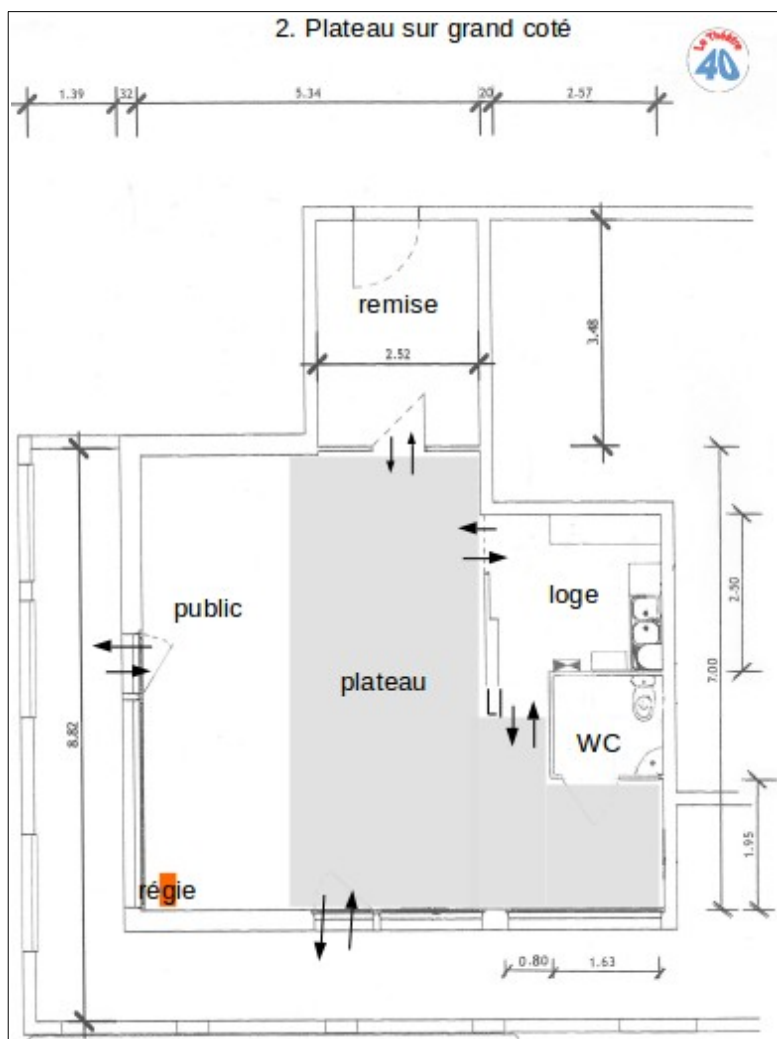 2. Plateau sur grand coté
Le Théâtre
40
1.39
32
5.34
20
2.57
remise
2.52
3.48
public
loge
2.50
plateau
7.00
8.82
WC
régie
1.95
0.80
1.63